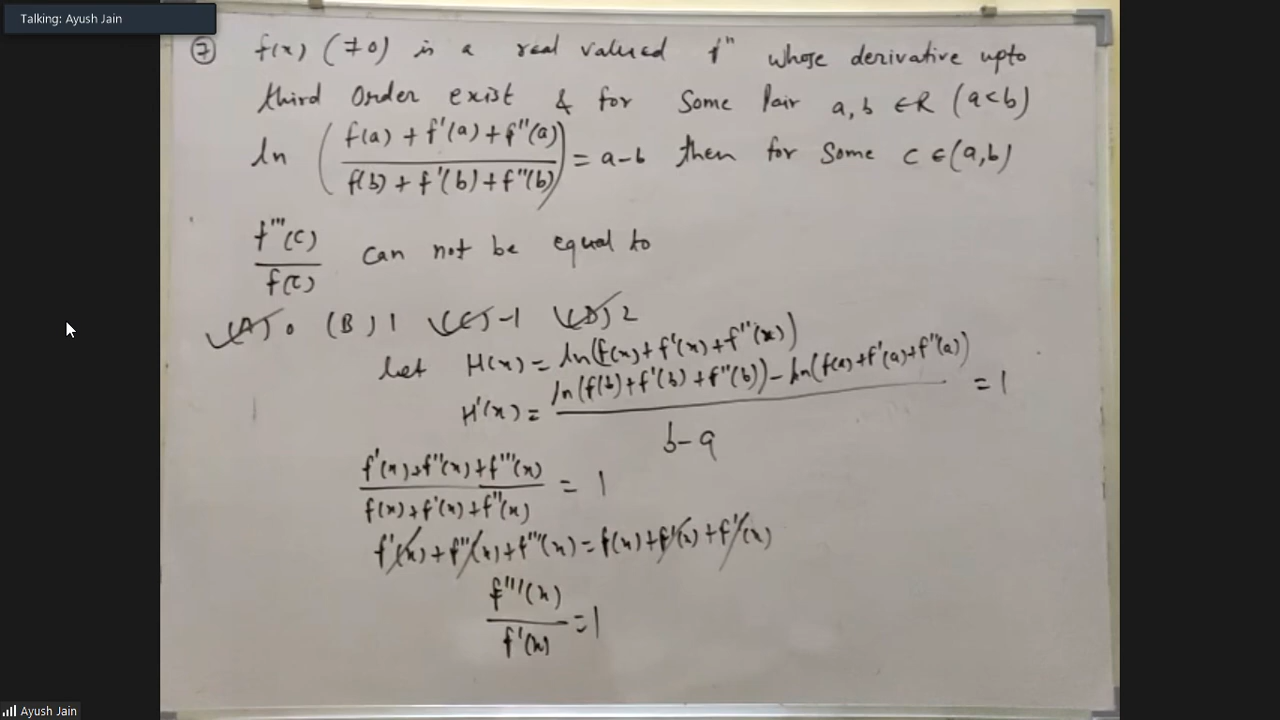 Talking: Ayush Jain
⑦ f(x) (≠0) is a real valued fⁿ whose derivative upto
third Order exist & for Some Pair a, b ∈ R (a<b)
ln ( (f(a) + f'(a) + f''(a)) / (f(b) + f'(b) + f''(b)) ) = a-b then for some c ∈ (a,b)
f'''(c) / f(c) can not be equal to
(A) 0 (B) 1 (C) -1 (D) 2
Let H(x) = ln(f(x) + f'(x) + f''(x))
H'(x) = (ln(f(b) + f'(b) + f''(b)) - ln(f(a) + f'(a) + f''(a))) / (b-a) = 1
(f'(x) + f''(x) + f'''(x)) / (f(x) + f'(x) + f''(x)) = 1
f'(x) + f''(x) + f'''(x) = f(x) + f'(x) + f''(x)
f'''(x) / f'(x) = 1
Ayush Jain